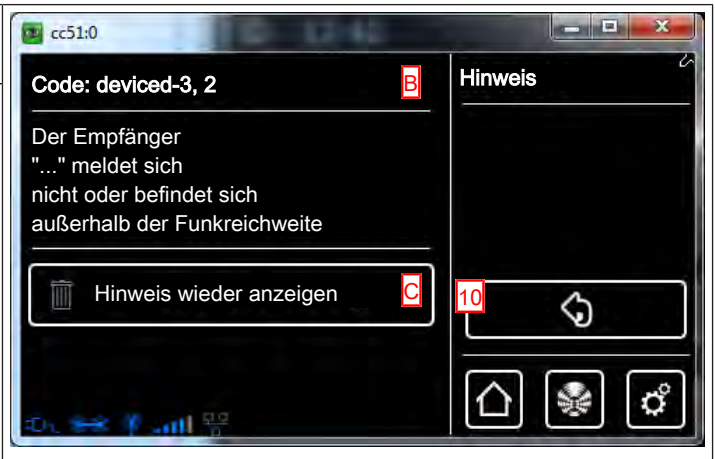 cc51:0
Code: deviced-3, 2
B
Der Empfänger
"..." meldet sich
nicht oder befindet sich
außerhalb der Funkreichweite
Hinweis wieder anzeigen
C
Hinweis
10